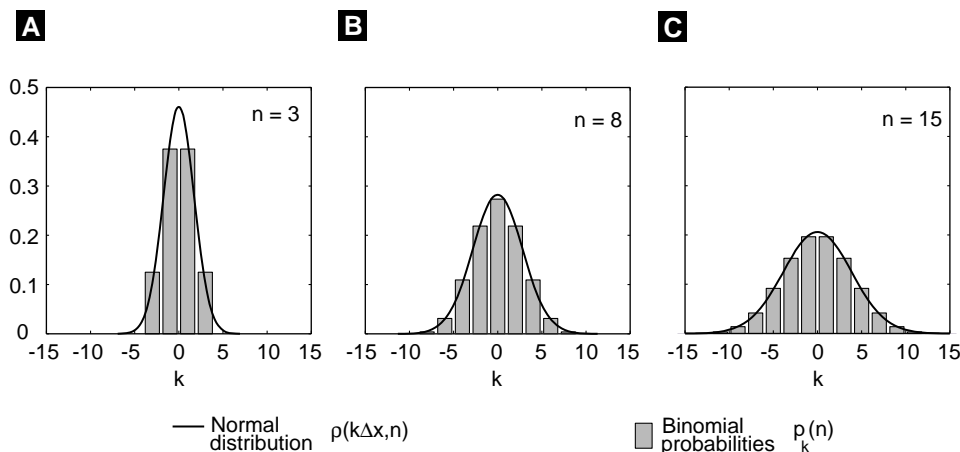 A B C
0.5
0.4
0.3
0.2
0.1
0
n = 3
n = 8
n = 15
-15 -10 -5 0 5 10 15
-15 -10 -5 0 5 10 15
-15 -10 -5 0 5 10 15
k k k
Normal distribution ρ(kΔx,n)
Binomial probabilities p_k(n)